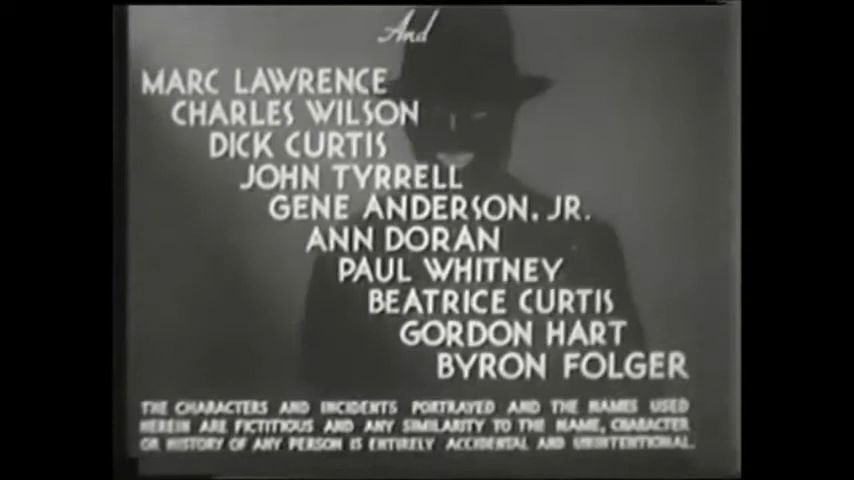 And
MARC LAWRENCE
CHARLES WILSON
DICK CURTIS
JOHN TYRRELL
GENE ANDERSON, JR.
ANN DORAN
PAUL WHITNEY
BEATRICE CURTIS
GORDON HART
BYRON FOLGER
THE CHARACTERS AND INCIDENTS PORTRAYED AND THE NAMES USED
HEREIN ARE FICTITIOUS AND ANY SIMILARITY TO THE NAME, CHARACTER
OR HISTORY OF ANY PERSON IS ENTIRELY ACCIDENTAL AND UNINTENTIONAL.